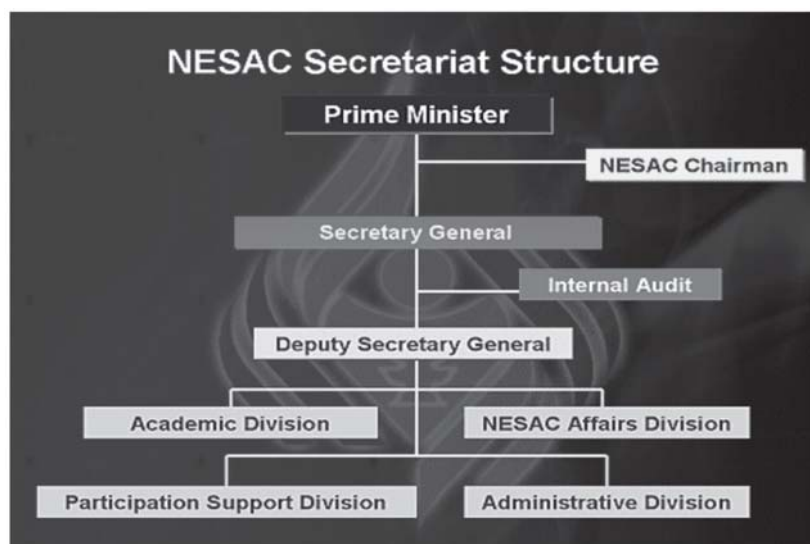 NESAC Secretariat Structure
Prime Minister
NESAC Chairman
Secretary General
Internal Audit
Deputy Secretary General
Academic Division
NESAC Affairs Division
Participation Support Division
Administrative Division